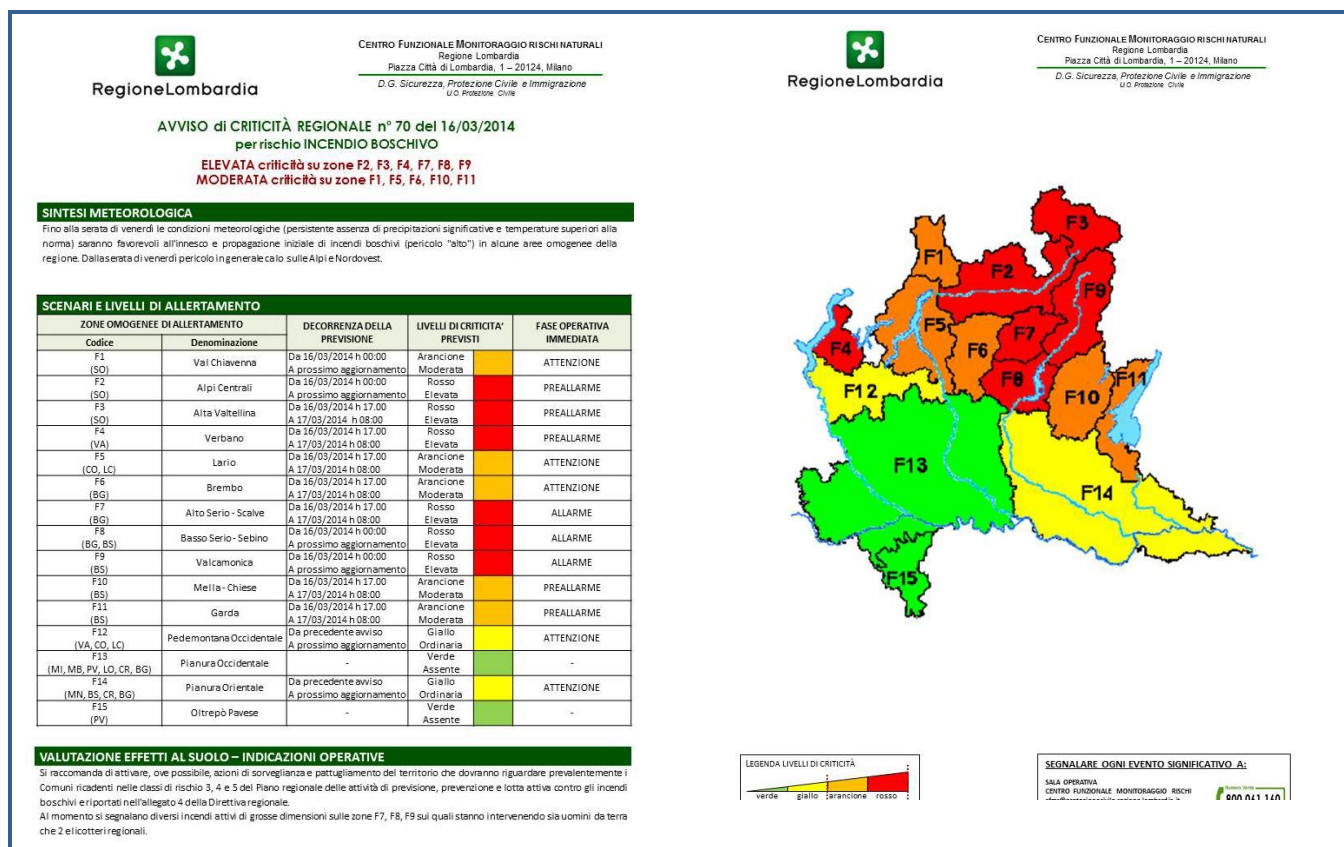 RegioneLombardia
CENTRO FUNZIONALE MONITORAGGIO RISCHI NATURALI
Regione Lombardia
Piazza Città di Lombardia, 1 – 20124, Milano
D.G. Sicurezza, Protezione Civile e Immigrazione
U.O. Protezione Civile
AVVISO di CRITICITÀ REGIONALE n° 70 del 16/03/2014
per rischio INCENDIO BOSCHIVO
ELEVATA criticità su zone F2, F3, F4, F7, F8, F9
MODERATA criticità su zone F1, F5, F6, F10, F11
SINTESI METEOROLOGICA
Fino alla serata di venerdì le condizioni meteorologiche (persistente assenza di precipitazioni significative e temperature superiori alla
norma) saranno favorevoli all'innesco e propagazione iniziale di incendi boschivi (pericolo "alto") in alcune aree omogenee della
regione. Dalla serata di venerdì pericolo in generale calo sulle Alpi e Nordovest.
SCENARI E LIVELLI DI ALLERTAMENTO
ZONE OMOGENEE DI ALLERTAMENTO DECORRENZA DELLA PREVISIONE LIVELLI DI CRITICITA' PREVISTI FASE OPERATIVA IMMEDIATA
Codice Denominazione
F1 (SO) Val Chiavenna Da 16/03/2014 h 00:00 A prossimo aggiornamento Arancione Moderata ATTENZIONE
F2 (SO) Alpi Centrali Da 16/03/2014 h 00:00 A prossimo aggiornamento Rosso Elevata PREALLARME
F3 (SO) Alta Valtellina Da 16/03/2014 h 17.00 A 17/03/2014 h 08:00 Rosso Elevata PREALLARME
F4 (VA) Verbano Da 16/03/2014 h 17.00 A 17/03/2014 h 08:00 Rosso Elevata PREALLARME
F5 (CO, LC) Lario Da 16/03/2014 h 17.00 A 17/03/2014 h 08:00 Arancione Moderata ATTENZIONE
F6 (BG) Brembo Da 16/03/2014 h 17.00 A 17/03/2014 h 08:00 Arancione Moderata ATTENZIONE
F7 (BG) Alto Serio - Scalve Da 16/03/2014 h 17.00 A 17/03/2014 h 08:00 Rosso Elevata ALLARME
F8 (BG, BS) Basso Serio - Sebino Da 16/03/2014 h 00:00 A prossimo aggiornamento Rosso Elevata ALLARME
F9 (BS) Valcamonica Da 16/03/2014 h 00:00 A prossimo aggiornamento Rosso Elevata ALLARME
F10 (BS) Mella - Chiese Da 16/03/2014 h 17.00 A 17/03/2014 h 08:00 Arancione Moderata PREALLARME
F11 (BS) Garda Da 16/03/2014 h 17.00 A 17/03/2014 h 08:00 Arancione Moderata PREALLARME
F12 (VA, CO, LC) Pedemontana Occidentale Da precedente avviso A prossimo aggiornamento Giallo Ordinaria ATTENZIONE
F13 (MI, MB, PV, LO, CR, BG) Pianura Occidentale - Verde Assente -
F14 (MN, BS, CR, BG) Pianura Orientale Da precedente avviso A prossimo aggiornamento Giallo Ordinaria ATTENZIONE
F15 (PV) Oltrepò Pavese - Verde Assente -
VALUTAZIONE EFFETTI AL SUOLO – INDICAZIONI OPERATIVE
Si raccomanda di attivare, ove possibile, azioni di sorveglianza e pattugliamento del territorio che dovranno riguardare prevalentemente i
Comuni ricadenti nelle classi di rischio 3, 4 e 5 del Piano regionale delle attività di previsione, prevenzione e lotta attiva contro gli incendi
boschivi e riportati nell'allegato 4 della Direttiva regionale.
Al momento si segnalano diversi incendi attivi di grosse dimensioni sulle zone F7, F8, F9 sui quali stanno intervenendo sia uomini da terra
che 2 elicotteri regionali.
RegioneLombardia
CENTRO FUNZIONALE MONITORAGGIO RISCHI NATURALI
Regione Lombardia
Piazza Città di Lombardia, 1 – 20124, Milano
D.G. Sicurezza, Protezione Civile e Immigrazione
U.O. Protezione Civile
F3
F1
F2
F9
F5
F7
F4
F6
F8
F11
F12
F10
F13
F14
F15
LEGENDA LIVELLI DI CRITICITÀ
verde giallo arancione rosso
SEGNALARE OGNI EVENTO SIGNIFICATIVO A:
SALA OPERATIVA
CENTRO FUNZIONALE MONITORAGGIO RISCHI
Numero Verde
800.061.160